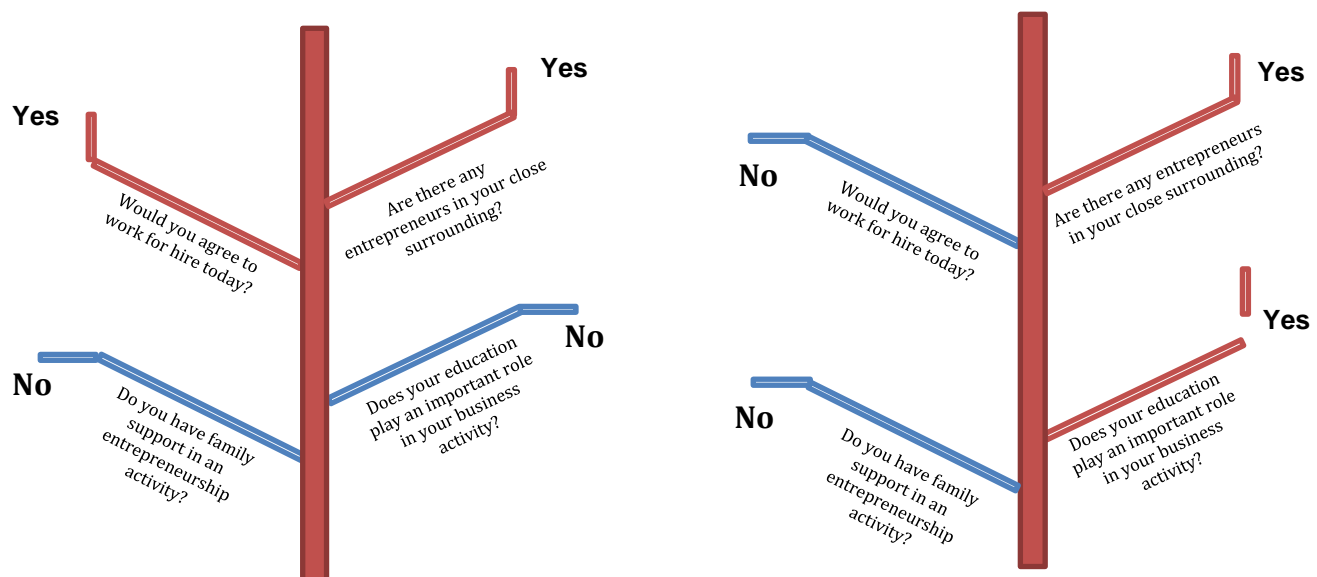 Yes
Would you agree to
work for hire today?
Yes
Are there any
entrepreneurs in your close
surrounding?
No
Do you have family
support in an
entrepreneurship
activity?
No
Does your education
play an important role
in your business
activity?
No
Would you agree to
work for hire today?
Yes
Are there any entrepreneurs
in your close surrounding?
No
Do you have family
support in an
entrepreneurship
activity?
Yes
Does your education
play an important role
in your business
activity?